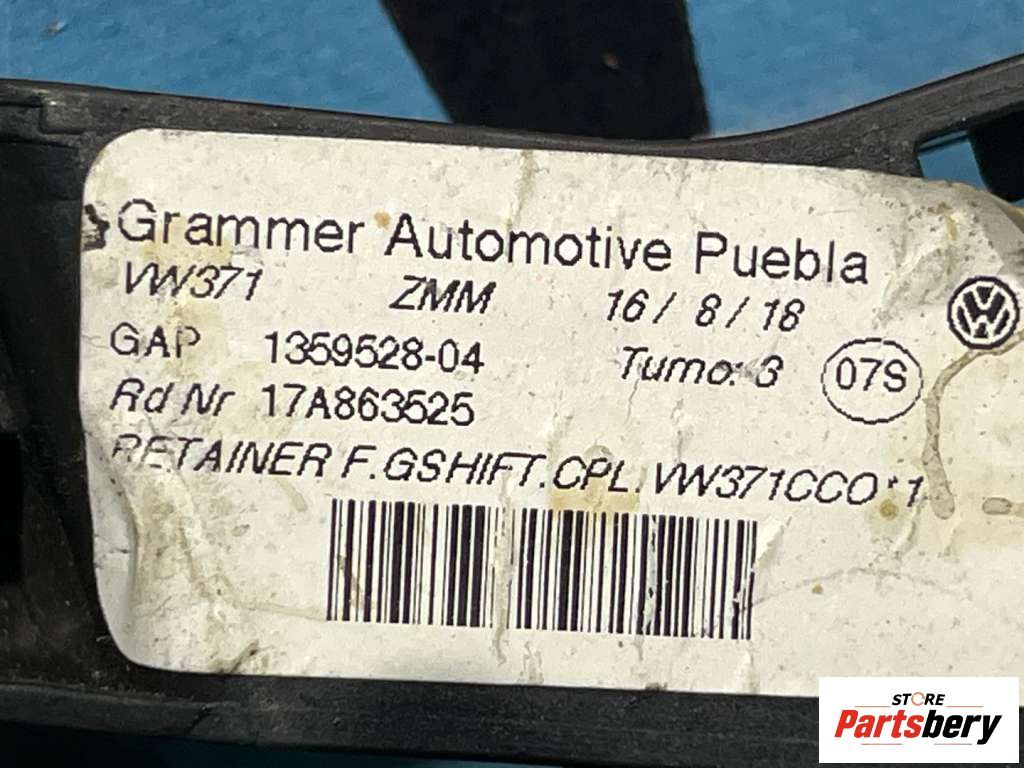 Grammer Automotive Puebla
VW371 ZMM 16/ 8/ 18
GAP 1359528-04 Turno: 3 07S
Rd Nr 17A863525
RETAINER F.GSHIFT.CPL.VW371CCO*1
STORE
Partsbery